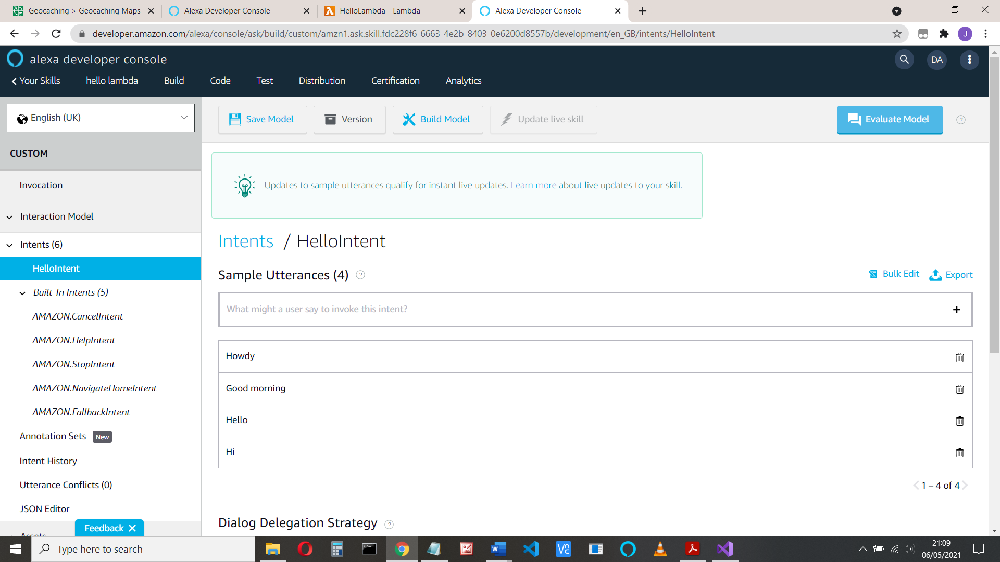 Geocaching > Geocaching Maps
Alexa Developer Console
HelloLambda - Lambda
Alexa Developer Console
developer.amazon.com/alexa/console/ask/build/custom/amzn1.ask.skill.fdc228f6-6663-4e2b-8403-0e6200d8557b/development/en_GB/intents/HelloIntent
J
alexa developer console
DA
Your Skills
hello lambda
Build
Code
Test
Distribution
Certification
Analytics
English (UK)
Save Model
Version
Build Model
Update live skill
Evaluate Model
?
CUSTOM
Invocation
Interaction Model
Intents (6)
HelloIntent
Built-In Intents (5)
AMAZON.CancelIntent
AMAZON.HelpIntent
AMAZON.StopIntent
AMAZON.NavigateHomeIntent
AMAZON.FallbackIntent
Annotation Sets New
Intent History
Utterance Conflicts (0)
JSON Editor
Assets
Feedback
Updates to sample utterances qualify for instant live updates. Learn more about live updates to your skill.
Intents / HelloIntent
Sample Utterances (4) ?
Bulk Edit
Export
What might a user say to invoke this intent?
Howdy
Good morning
Hello
Hi
1 – 4 of 4
Dialog Delegation Strategy ?
Type here to search
21:09
06/05/2021